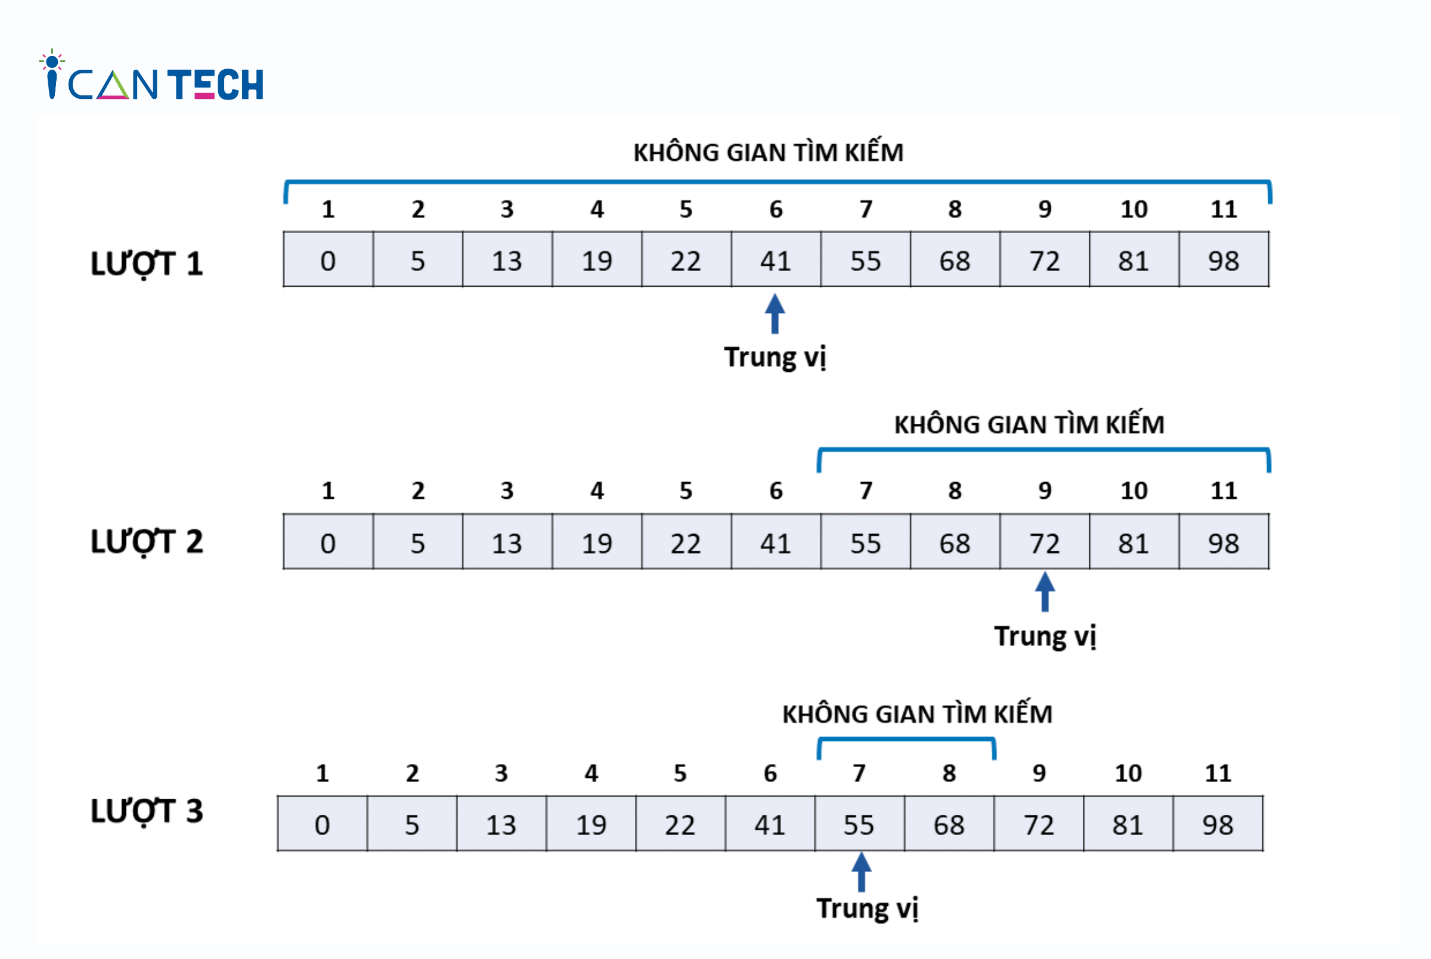 iCAN TECH
KHÔNG GIAN TÌM KIẾM
1 2 3 4 5 6 7 8 9 10 11
LƯỢT 1 0 5 13 19 22 41 55 68 72 81 98
Trung vị
KHÔNG GIAN TÌM KIẾM
1 2 3 4 5 6 7 8 9 10 11
LƯỢT 2 0 5 13 19 22 41 55 68 72 81 98
Trung vị
KHÔNG GIAN TÌM KIẾM
1 2 3 4 5 6 7 8 9 10 11
LƯỢT 3 0 5 13 19 22 41 55 68 72 81 98
Trung vị